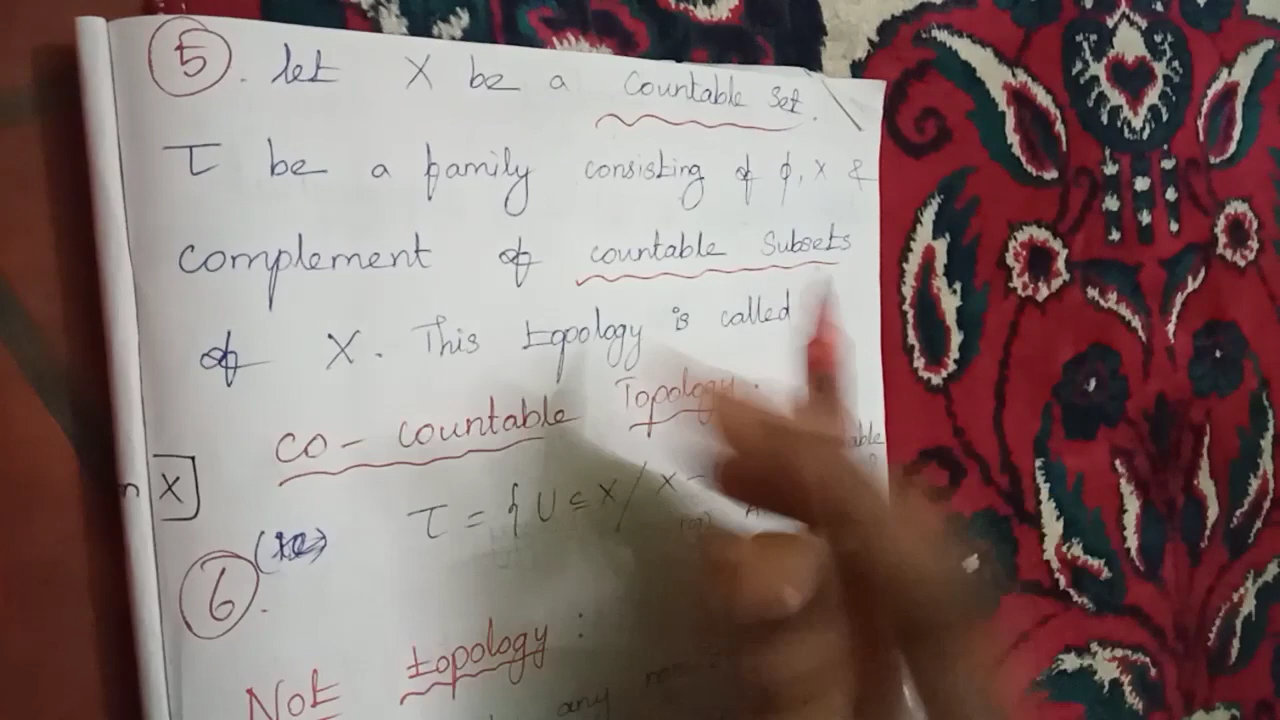 5. let X be a countable set.
τ be a family consisting of ϕ, X &
complement of countable subsets
of X. This topology is called
co-countable Topology.
τ = { U ⊆ X / X -
n X
6.
Not topology :
any